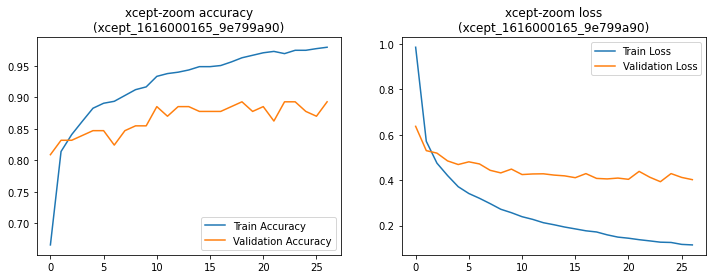 xcept-zoom accuracy
(xcept_1616000165_9e799a90)
0.95
0.90
0.85
0.80
0.75
0.70
0
5
10
15
20
25
Train Accuracy
Validation Accuracy
xcept-zoom loss
(xcept_1616000165_9e799a90)
1.0
0.8
0.6
0.4
0.2
0
5
10
15
20
25
Train Loss
Validation Loss